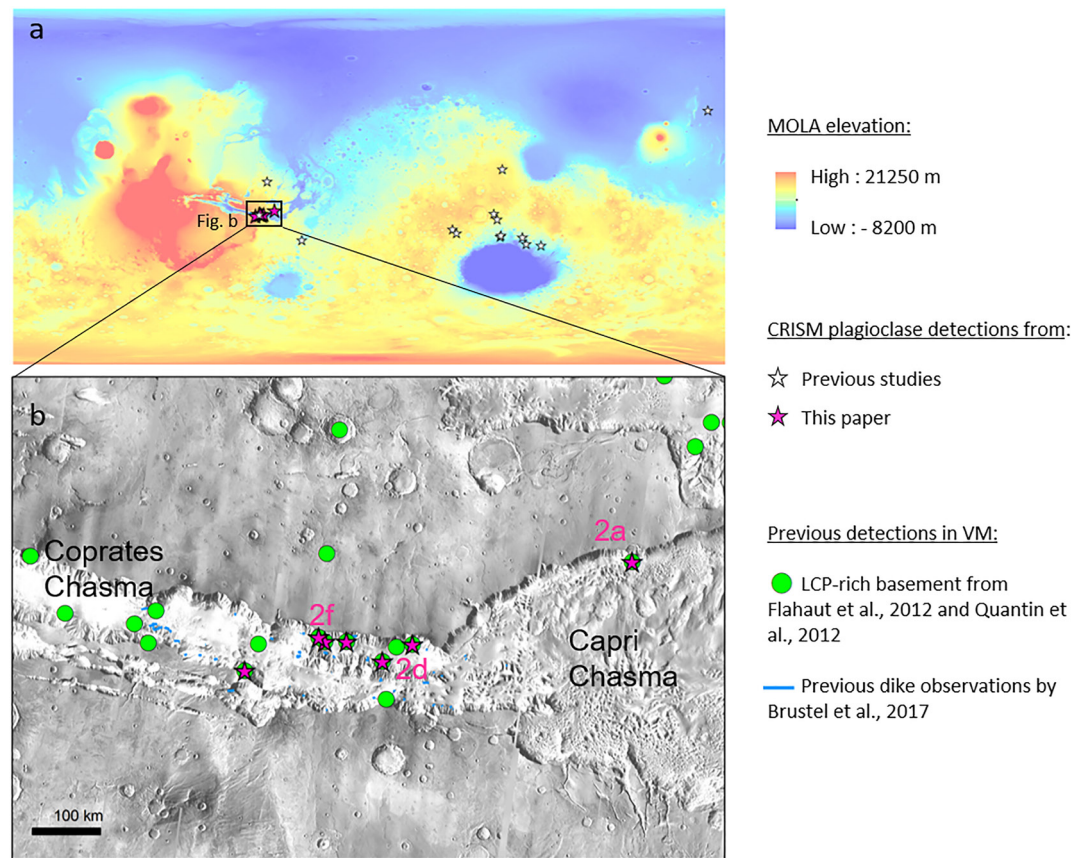 a
Fig. b
MOLA elevation:
High : 21250 m
Low : - 8200 m
CRISM plagioclase detections from:
Previous studies
This paper
b
2a
Coprates
Chasma
2f
2d
Capri
Chasma
100 km
Previous detections in VM:
LCP-rich basement from
Flahaut et al., 2012 and Quantin et
al., 2012
Previous dike observations by
Brustel et al., 2017